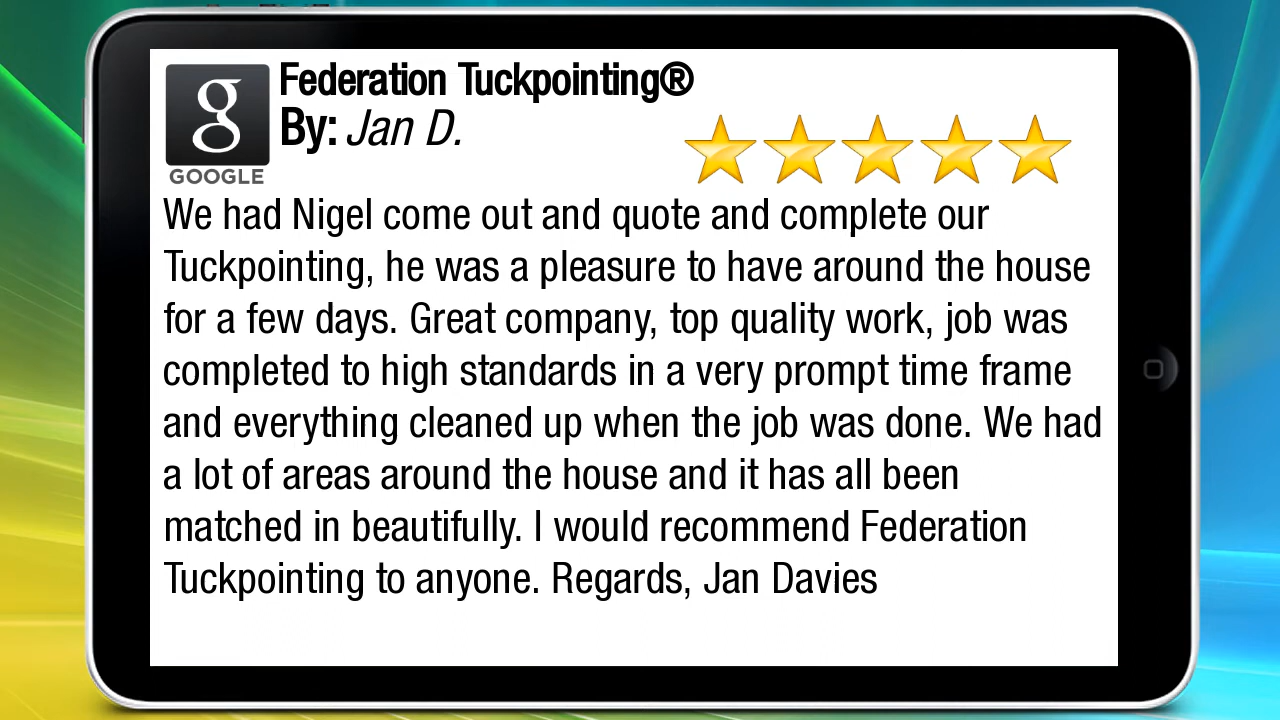 g
Federation Tuckpointing®
By: Jan D.
GOOGLE
We had Nigel come out and quote and complete our
Tuckpointing, he was a pleasure to have around the house
for a few days. Great company, top quality work, job was
completed to high standards in a very prompt time frame
and everything cleaned up when the job was done. We had
a lot of areas around the house and it has all been
matched in beautifully. I would recommend Federation
Tuckpointing to anyone. Regards, Jan Davies